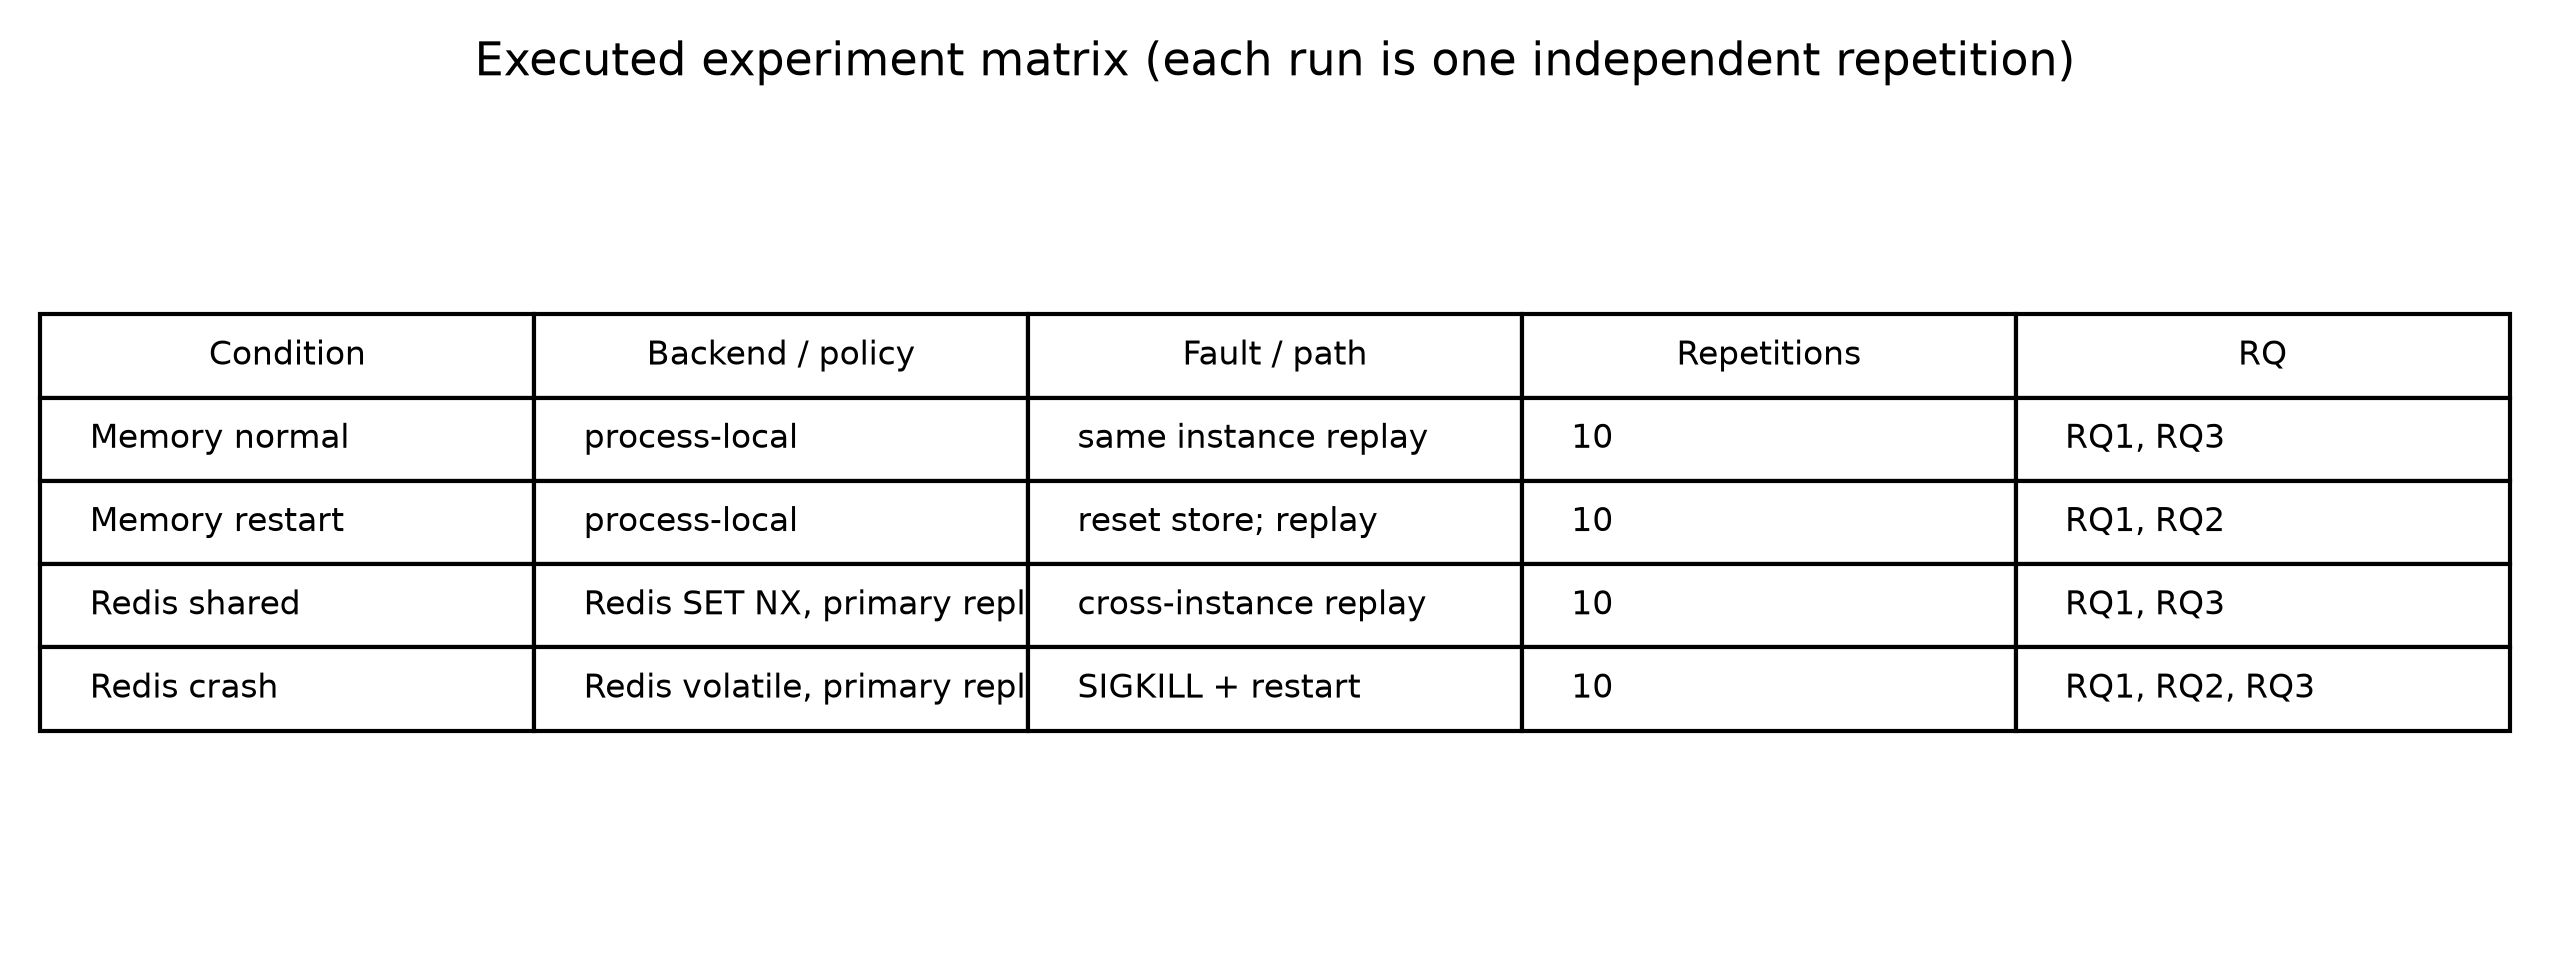 Executed experiment matrix (each run is one independent repetition)
Condition Backend / policy Fault / path Repetitions RQ
Memory normal process-local same instance replay 10 RQ1, RQ3
Memory restart process-local reset store; replay 10 RQ1, RQ2
Redis shared Redis SET NX, primary repl cross-instance replay 10 RQ1, RQ3
Redis crash Redis volatile, primary repl SIGKILL + restart 10 RQ1, RQ2, RQ3